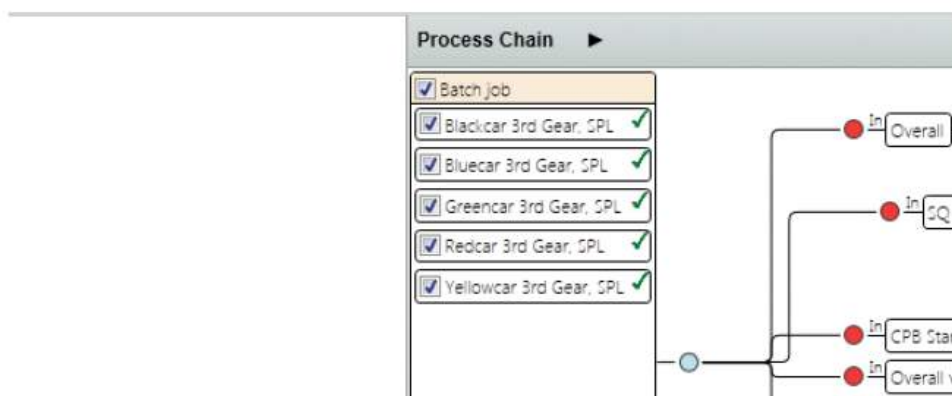 Process Chain
Batch job
Blackcar 3rd Gear, SPL
Bluecar 3rd Gear, SPL
Greencar 3rd Gear, SPL
Redcar 3rd Gear, SPL
Yellowcar 3rd Gear, SPL
In
Overall
In
SQ
In
CPB Star
In
Overall v